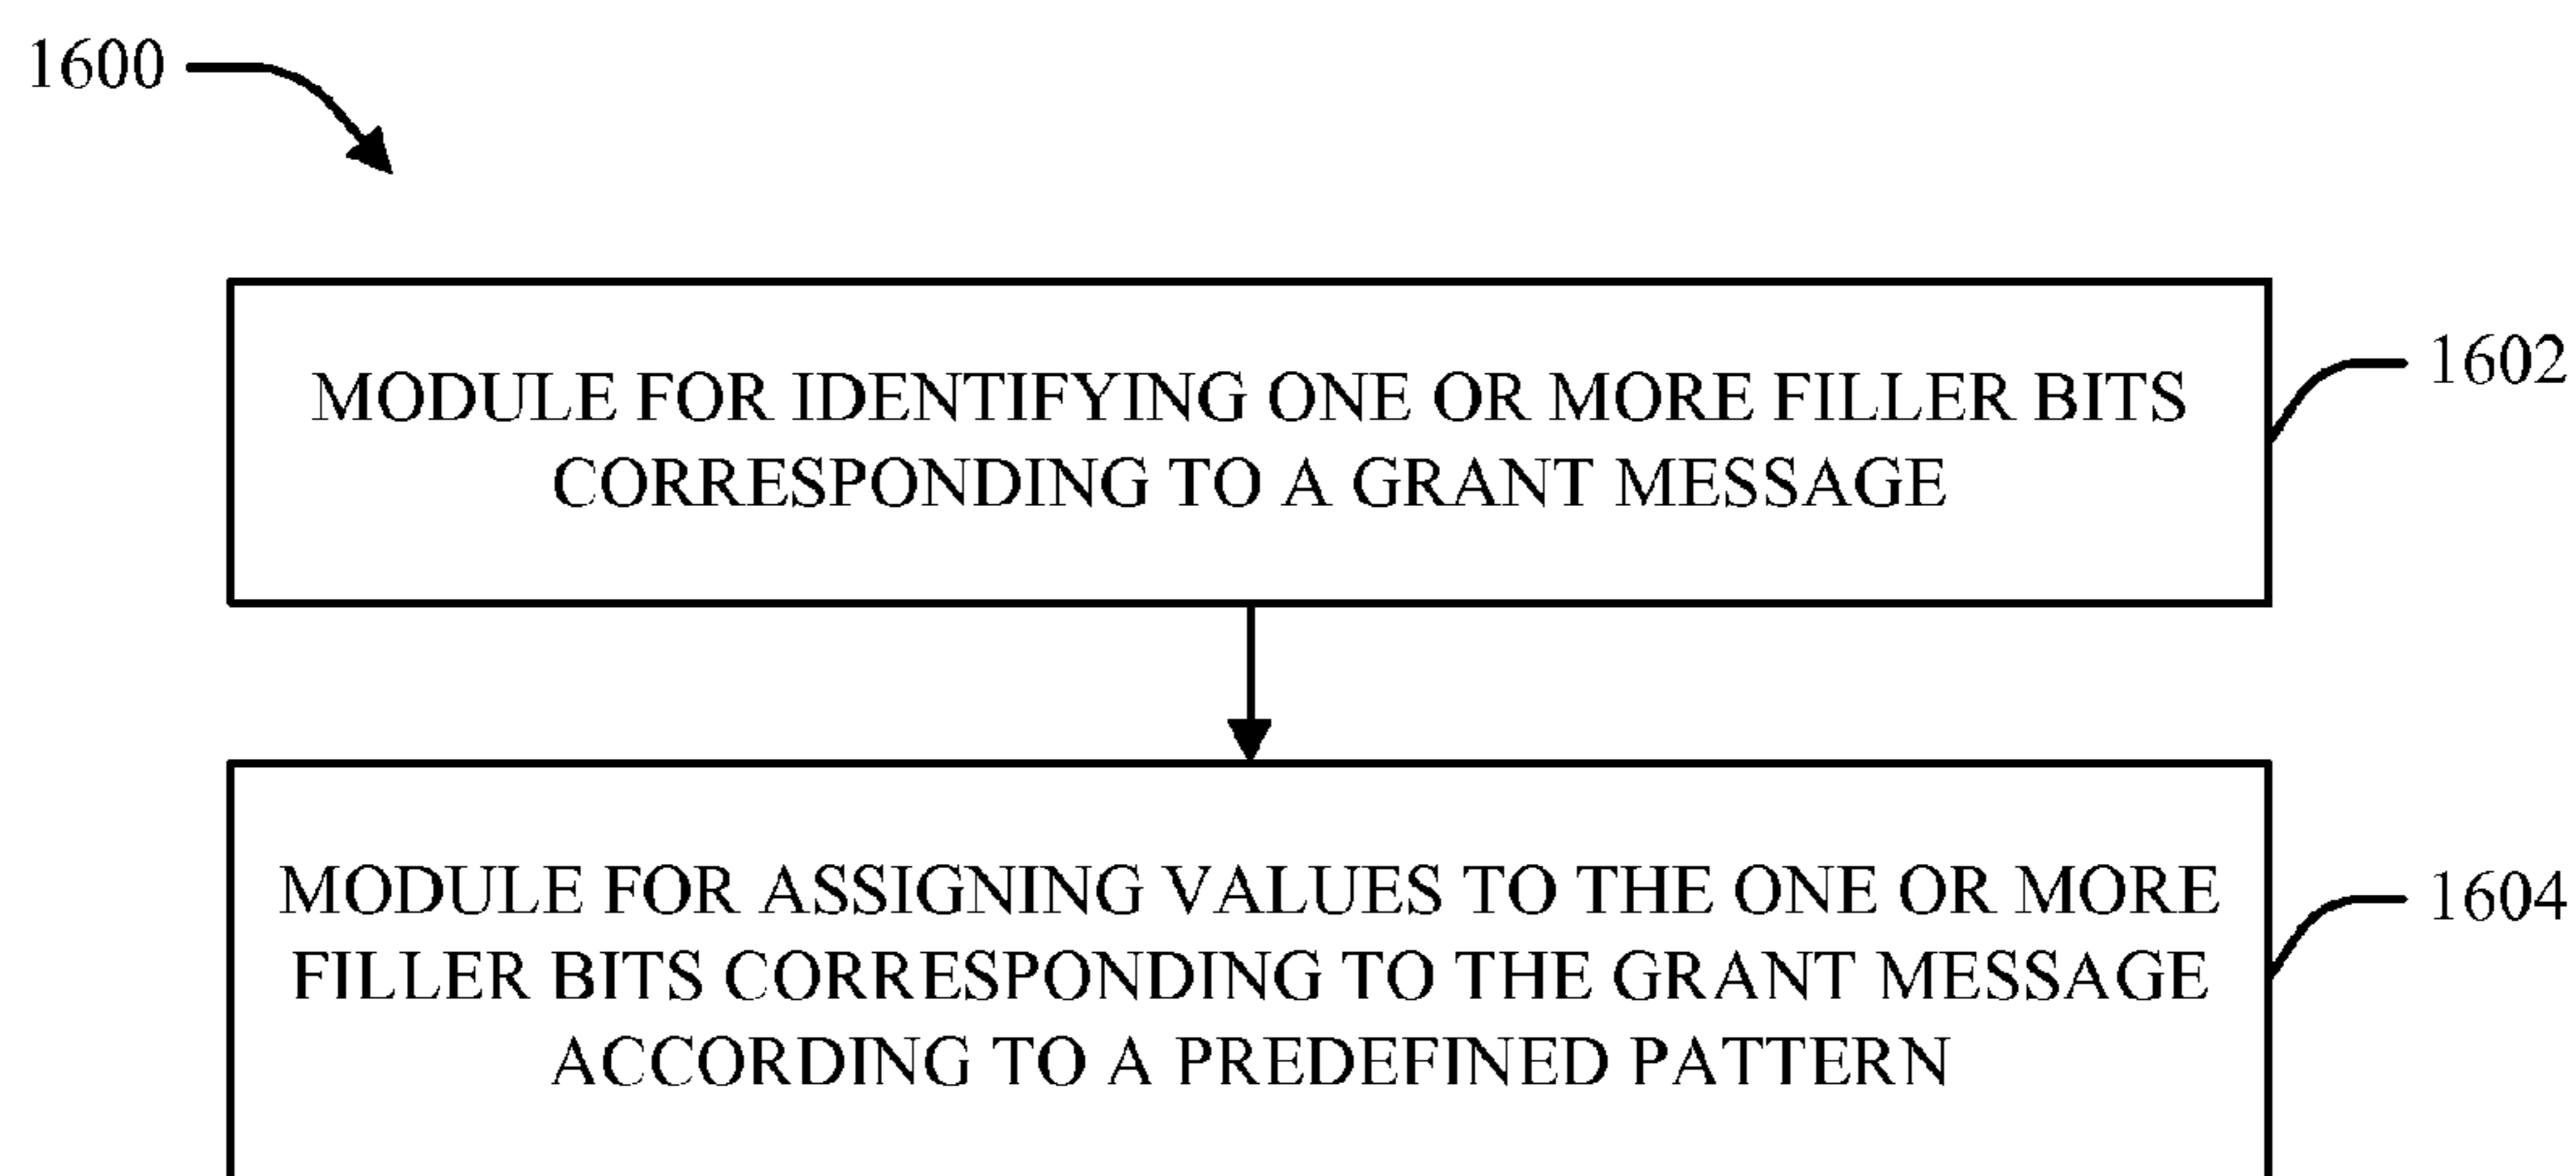 1600
MODULE FOR IDENTIFYING ONE OR MORE FILLER BITS
CORRESPONDING TO A GRANT MESSAGE
1602
MODULE FOR ASSIGNING VALUES TO THE ONE OR MORE
FILLER BITS CORRESPONDING TO THE GRANT MESSAGE
ACCORDING TO A PREDEFINED PATTERN
1604